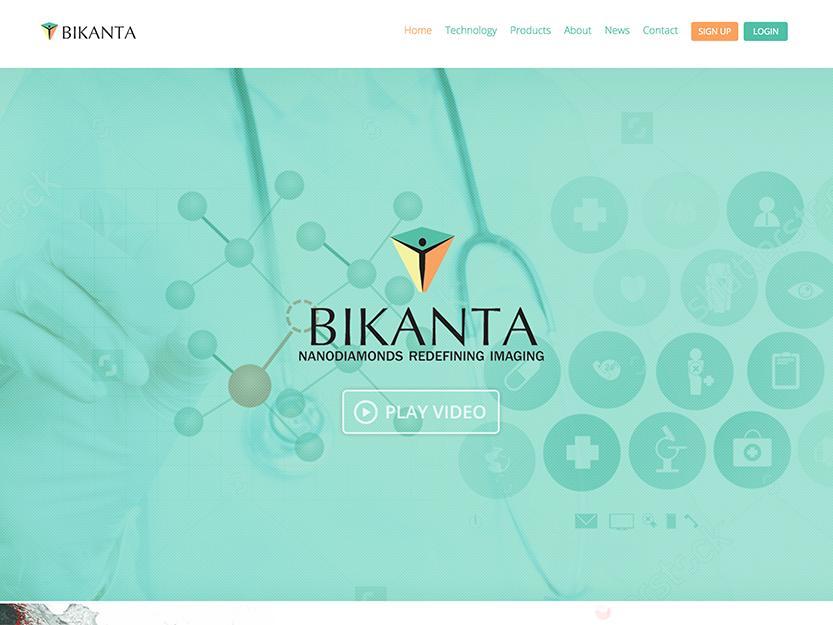 BIKANTA
Home Technology Products About News Contact SIGN UP LOGIN
BIKANTA
NANODIAMONDS REDEFINING IMAGING
PLAY VIDEO